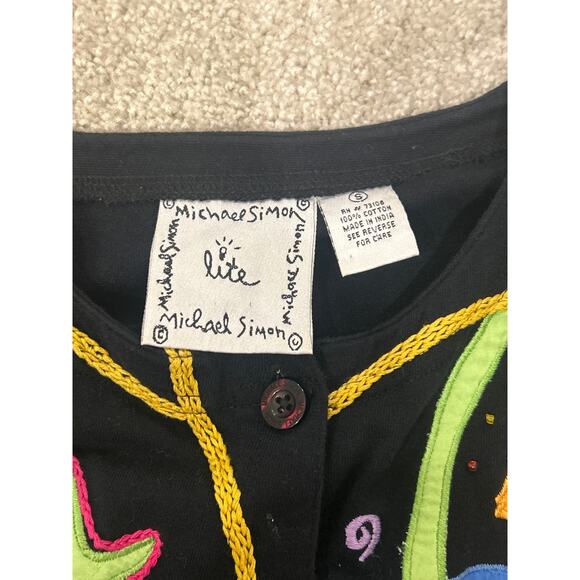 © Michael Simon
Michael Simon
lite
Michael Simon
© Michael Simon ©
S
RN # 73108
100% COTTON
MADE IN INDIA
SEE REVERSE
FOR CARE